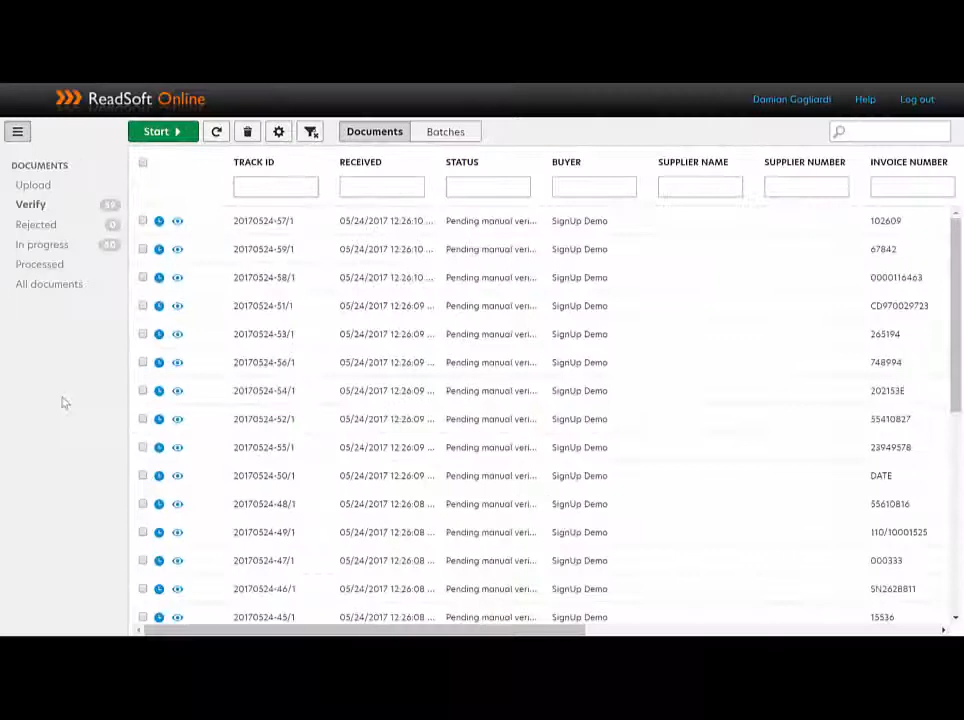 ReadSoft Online
Damian Gagliardi Help Log out
Start Documents Batches
DOCUMENTS
Upload
Verify 59
Rejected 0
In progress 60
Processed
All documents
TRACK ID RECEIVED STATUS BUYER SUPPLIER NAME SUPPLIER NUMBER INVOICE NUMBER
20170524-57/1 05/24/2017 12:26:10 ... Pending manual veri... SignUp Demo 102609
20170524-59/1 05/24/2017 12:26:10 ... Pending manual veri... SignUp Demo 67842
20170524-58/1 05/24/2017 12:26:10 ... Pending manual veri... SignUp Demo 0000116463
20170524-51/1 05/24/2017 12:26:09 ... Pending manual veri... SignUp Demo CD970029723
20170524-53/1 05/24/2017 12:26:09 ... Pending manual veri... SignUp Demo 265194
20170524-56/1 05/24/2017 12:26:09 ... Pending manual veri... SignUp Demo 748994
20170524-54/1 05/24/2017 12:26:09 ... Pending manual veri... SignUp Demo 202153E
20170524-52/1 05/24/2017 12:26:09 ... Pending manual veri... SignUp Demo 55410827
20170524-55/1 05/24/2017 12:26:09 ... Pending manual veri... SignUp Demo 23949578
20170524-50/1 05/24/2017 12:26:09 ... Pending manual veri... SignUp Demo DATE
20170524-48/1 05/24/2017 12:26:08 ... Pending manual veri... SignUp Demo 55610816
20170524-49/1 05/24/2017 12:26:08 ... Pending manual veri... SignUp Demo 110/10001525
20170524-47/1 05/24/2017 12:26:08 ... Pending manual veri... SignUp Demo 000333
20170524-46/1 05/24/2017 12:26:08 ... Pending manual veri... SignUp Demo SN2628811
20170524-45/1 05/24/2017 12:26:08 ... Pending manual veri... SignUp Demo 15536